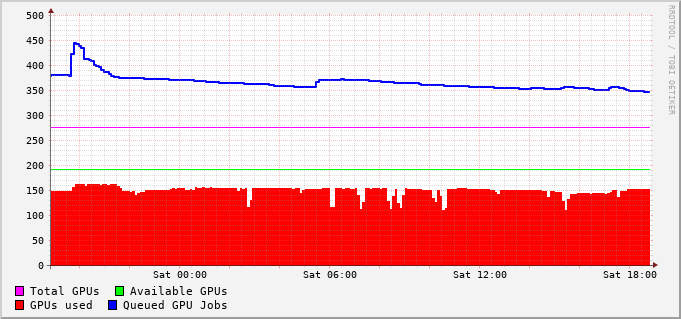 500
450
400
350
300
250
200
150
100
50
0
Sat 00:00 Sat 06:00 Sat 12:00 Sat 18:00
Total GPUs Available GPUs
GPUs used Queued GPU Jobs
RRDTOOL / TOBI OETIKER